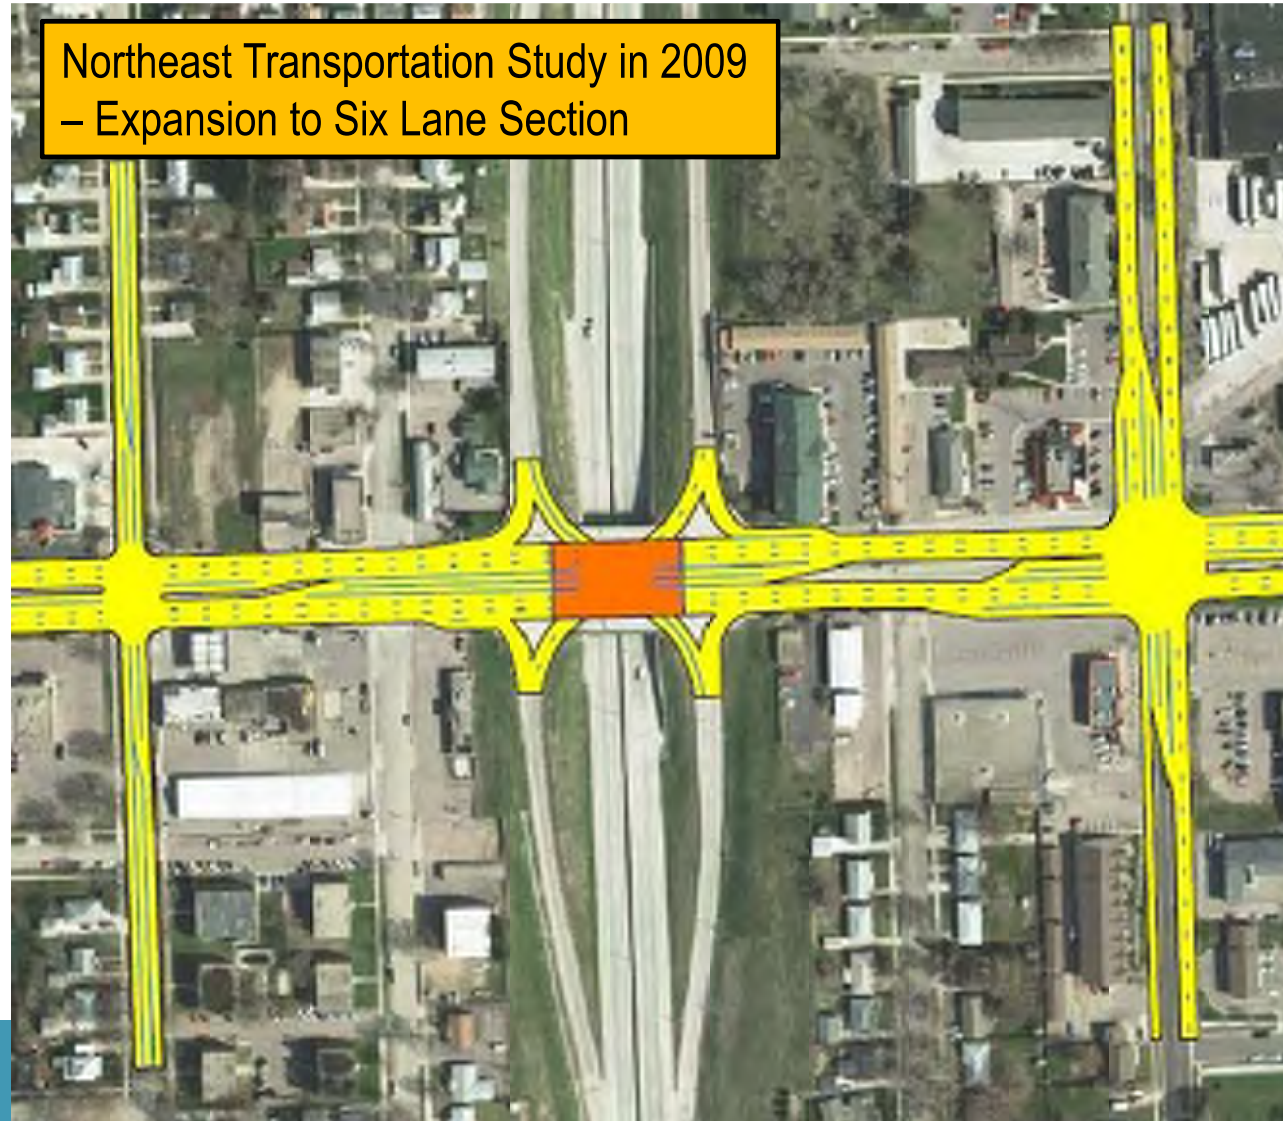 Northeast Transportation Study in 2009
– Expansion to Six Lane Section